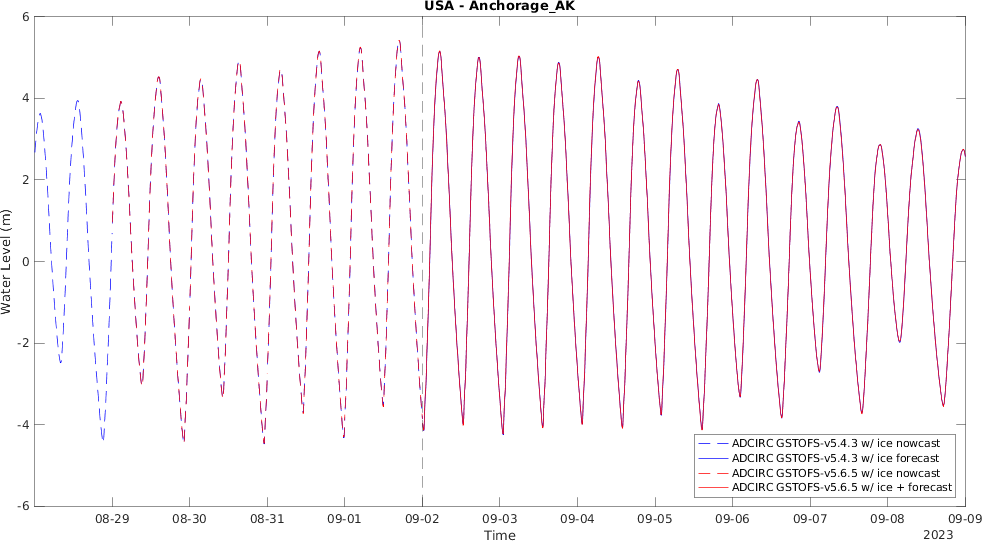 USA - Anchorage_AK
6
4
2
0
-2
-4
-6
Water Level (m)
ADCIRC GSTOFS-v5.4.3 w/ ice nowcast
ADCIRC GSTOFS-v5.4.3 w/ ice forecast
ADCIRC GSTOFS-v5.6.5 w/ ice nowcast
ADCIRC GSTOFS-v5.6.5 w/ ice + forecast
08-29 08-30 08-31 09-01 09-02 09-03 09-04 09-05 09-06 09-07 09-08 09-09
Time
2023